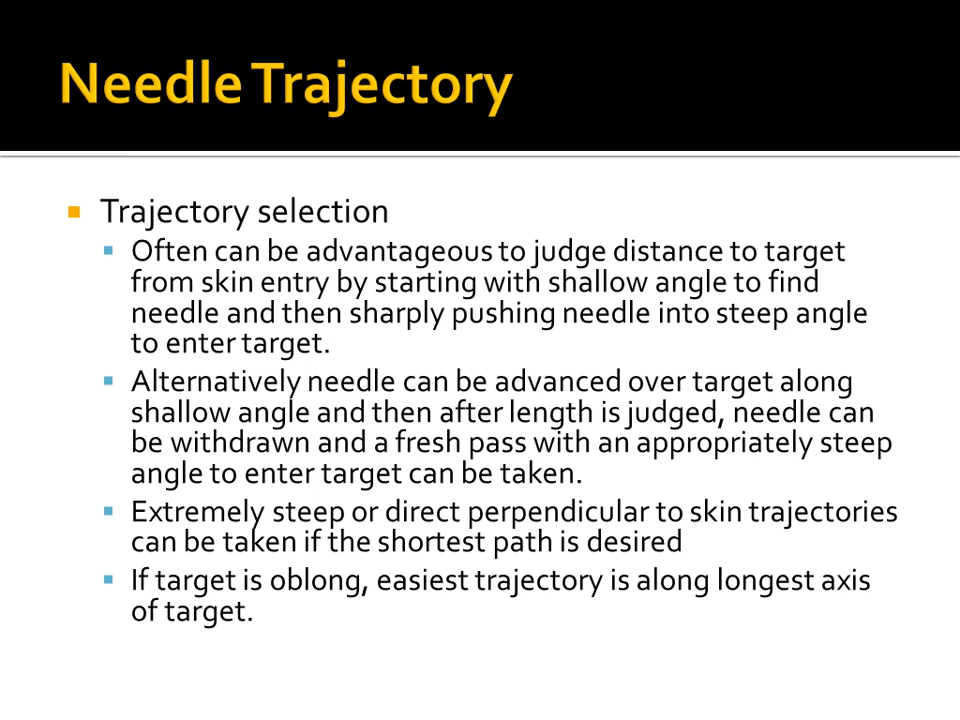 Needle Trajectory
Trajectory selection
Often can be advantageous to judge distance to target
from skin entry by starting with shallow angle to find
needle and then sharply pushing needle into steep angle
to enter target.
Alternatively needle can be advanced over target along
shallow angle and then after length is judged, needle can
be withdrawn and a fresh pass with an appropriately steep
angle to enter target can be taken.
Extremely steep or direct perpendicular to skin trajectories
can be taken if the shortest path is desired
If target is oblong, easiest trajectory is along longest axis
of target.